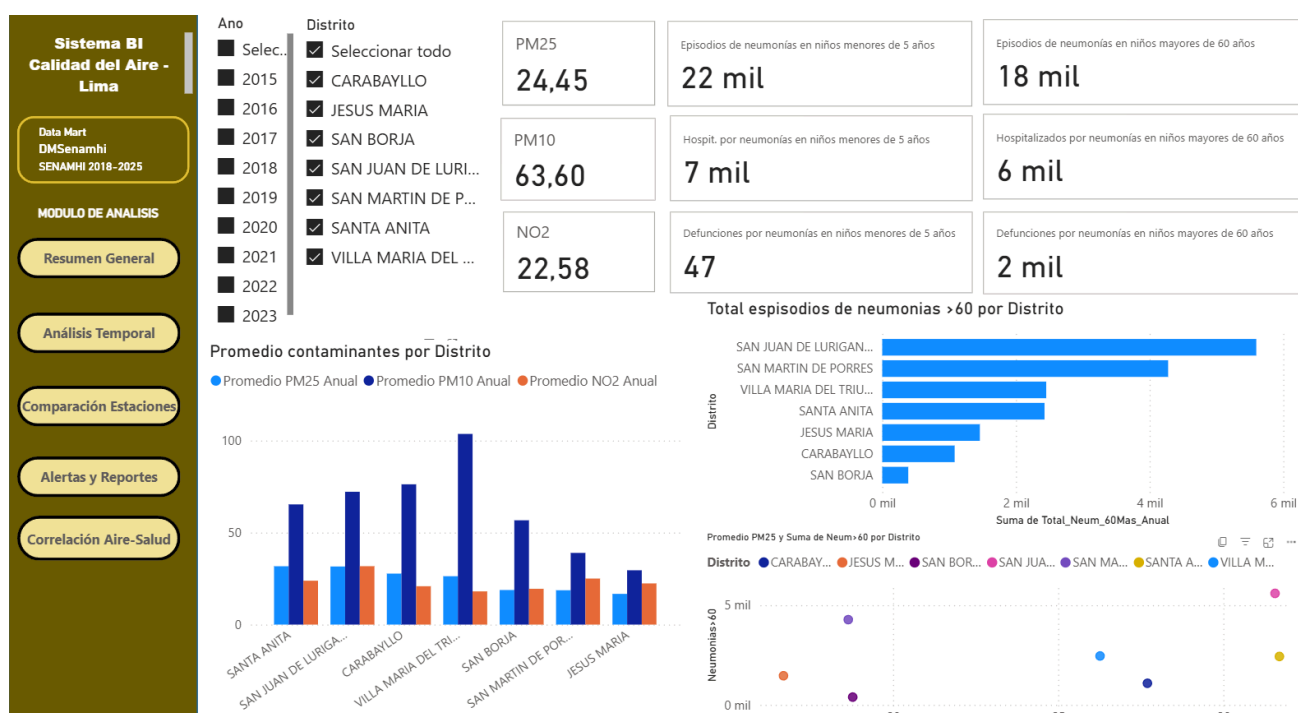 Sistema BI
Calidad del Aire -
Lima
Data Mart
DMSenamhi
SENAMHI 2018-2025
MODULO DE ANALISIS
Resumen General
Análisis Temporal
Comparación Estaciones
Alertas y Reportes
Correlación Aire-Salud
Ano
Selec..
2015
2016
2017
2018
2019
2020
2021
2022
2023
Distrito
Seleccionar todo
CARABAYLLO
JESUS MARIA
SAN BORJA
SAN JUAN DE LURI...
SAN MARTIN DE P...
SANTA ANITA
VILLA MARIA DEL ...
PM25
24,45
PM10
63,60
NO2
22,58
Episodios de neumonías en niños menores de 5 años
22 mil
Episodios de neumonías en niños mayores de 60 años
18 mil
Hospit. por neumonías en niños menores de 5 años
7 mil
Hospitalizados por neumonías en niños mayores de 60 años
6 mil
Defunciones por neumonías en niños menores de 5 años
47
Defunciones por neumonías en niños mayores de 60 años
2 mil
Promedio contaminantes por Distrito
Promedio PM25 Anual Promedio PM10 Anual Promedio NO2 Anual
100
50
0
SANTA ANITA
SAN JUAN DE LURIGA...
CARABAYLLO
VILLA MARIA DEL TRI...
SAN BORJA
SAN MARTIN DE POR...
JESUS MARIA
Total espisodios de neumonias >60 por Distrito
Distrito
SAN JUAN DE LURIGAN...
SAN MARTIN DE PORRES
VILLA MARIA DEL TRIU...
SANTA ANITA
JESUS MARIA
CARABAYLLO
SAN BORJA
0 mil 2 mil 4 mil 6 mil
Suma de Total_Neum_60Mas_Anual
Promedio PM25 y Suma de Neum>60 por Distrito
Distrito CARABAY... JESUS M... SAN BOR... SAN JUA... SAN MA... SANTA A... VILLA M...
Neumonias>60
5 mil
0 mil